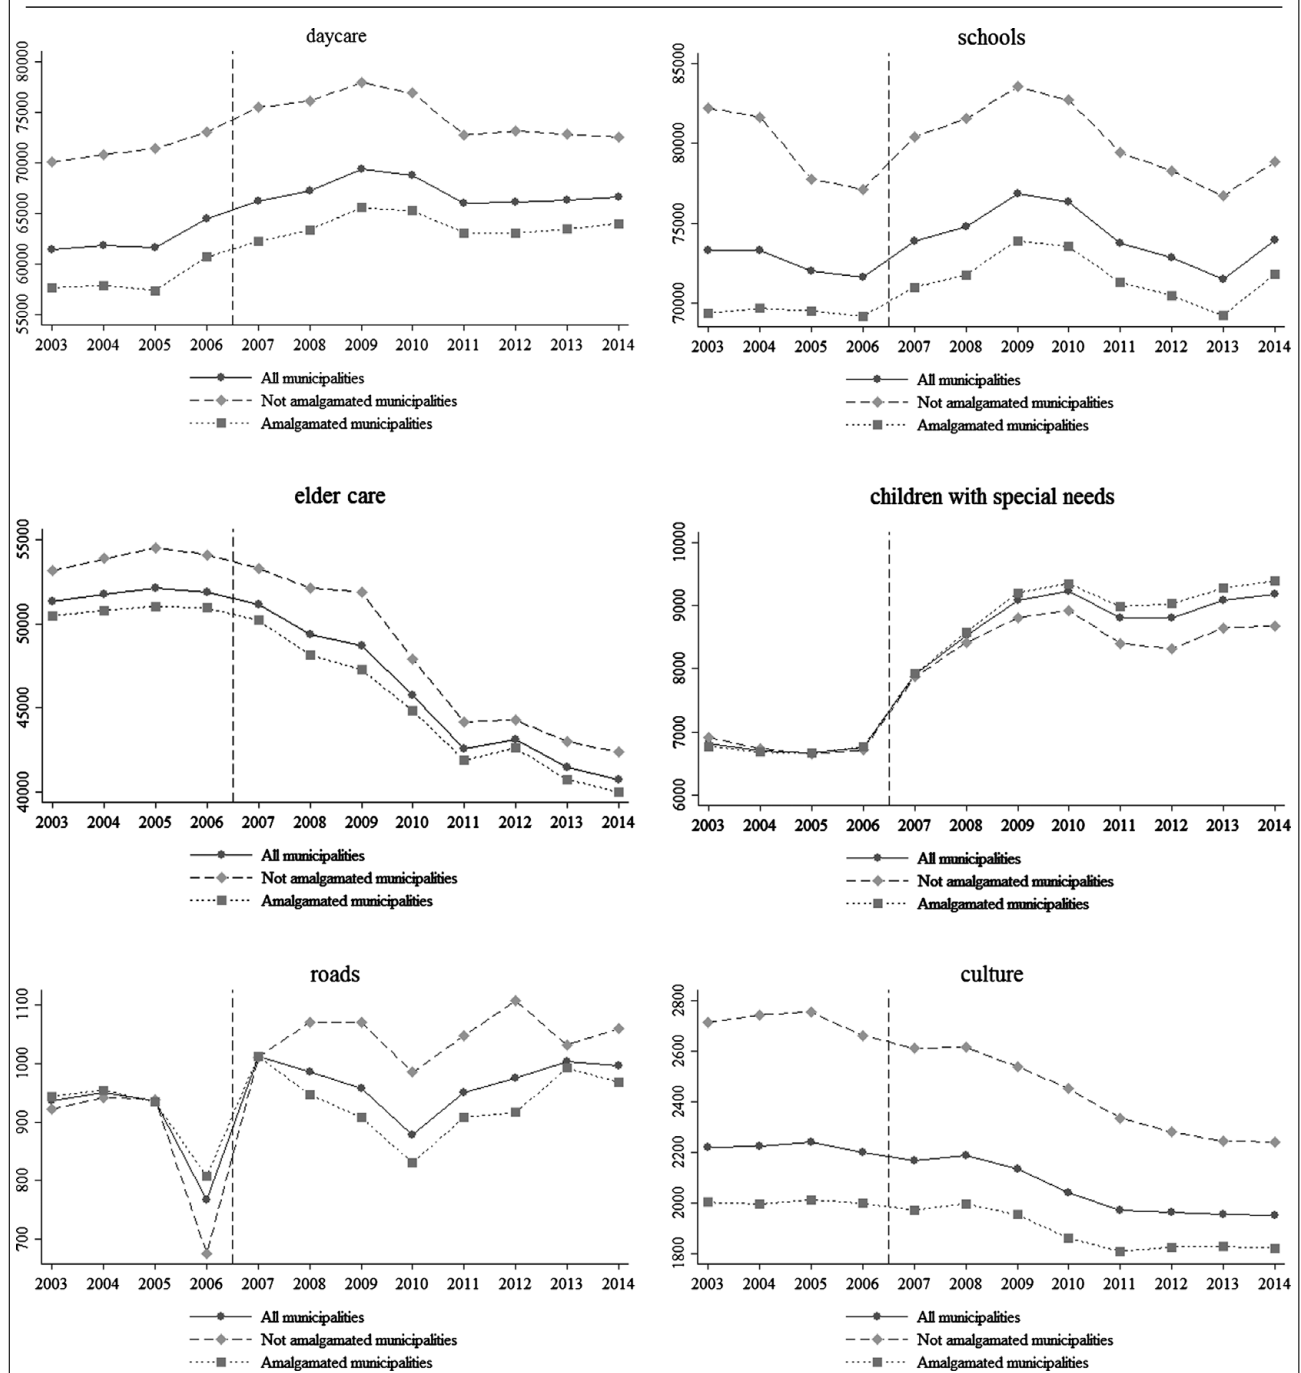 daycare
80000
75000
70000
65000
60000
55000
2003 2004 2005 2006 2007 2008 2009 2010 2011 2012 2013 2014
All municipalities
Not amalgamated municipalities
Amalgamated municipalities
schools
85000
80000
75000
70000
2003 2004 2005 2006 2007 2008 2009 2010 2011 2012 2013 2014
All municipalities
Not amalgamated municipalities
Amalgamated municipalities
elder care
55000
50000
45000
40000
2003 2004 2005 2006 2007 2008 2009 2010 2011 2012 2013 2014
All municipalities
Not amalgamated municipalities
Amalgamated municipalities
children with special needs
10000
9000
8000
7000
6000
2003 2004 2005 2006 2007 2008 2009 2010 2011 2012 2013 2014
All municipalities
Not amalgamated municipalities
Amalgamated municipalities
roads
1100
1000
900
800
700
2003 2004 2005 2006 2007 2008 2009 2010 2011 2012 2013 2014
All municipalities
Not amalgamated municipalities
Amalgamated municipalities
culture
2800
2600
2400
2200
2000
1800
2003 2004 2005 2006 2007 2008 2009 2010 2011 2012 2013 2014
All municipalities
Not amalgamated municipalities
Amalgamated municipalities